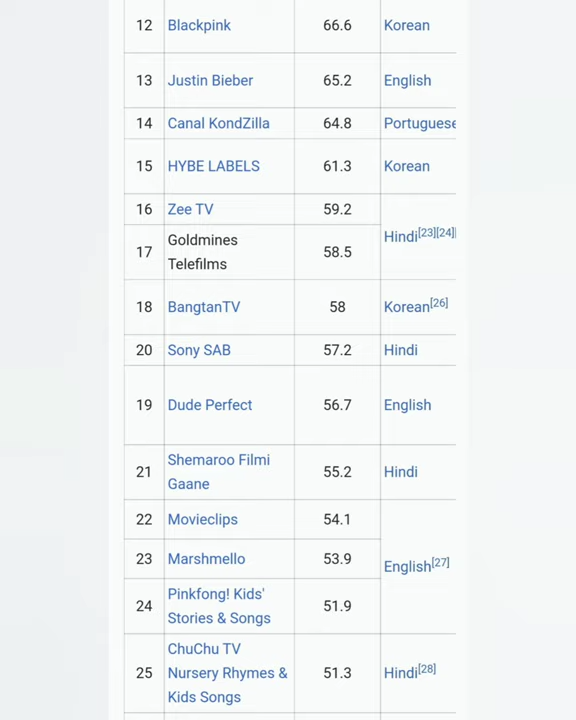 12 Blackpink 66.6 Korean
13 Justin Bieber 65.2 English
14 Canal KondZilla 64.8 Portuguese
15 HYBE LABELS 61.3 Korean
16 Zee TV 59.2
Hindi[23][24]
17 Goldmines Telefilms 58.5
18 BangtanTV 58 Korean[26]
20 Sony SAB 57.2 Hindi
19 Dude Perfect 56.7 English
21 Shemaroo Filmi Gaane 55.2 Hindi
22 Movieclips 54.1
23 Marshmello 53.9
English[27]
24 Pinkfong! Kids' Stories & Songs 51.9
25 ChuChu TV Nursery Rhymes & Kids Songs 51.3 Hindi[28]